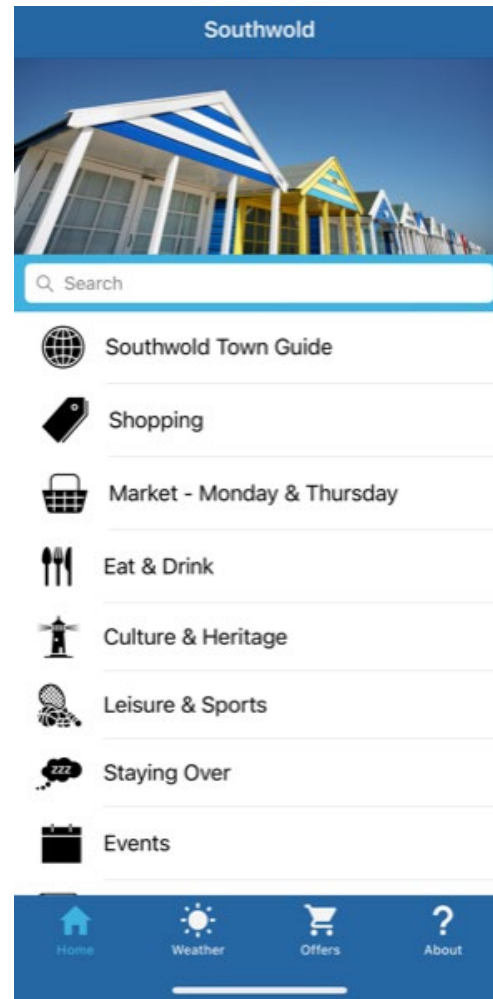 Southwold
Search
Southwold Town Guide
Shopping
Market - Monday & Thursday
Eat & Drink
Culture & Heritage
Leisure & Sports
zzz
Staying Over
Events
Home
Weather
Offers
? 
About